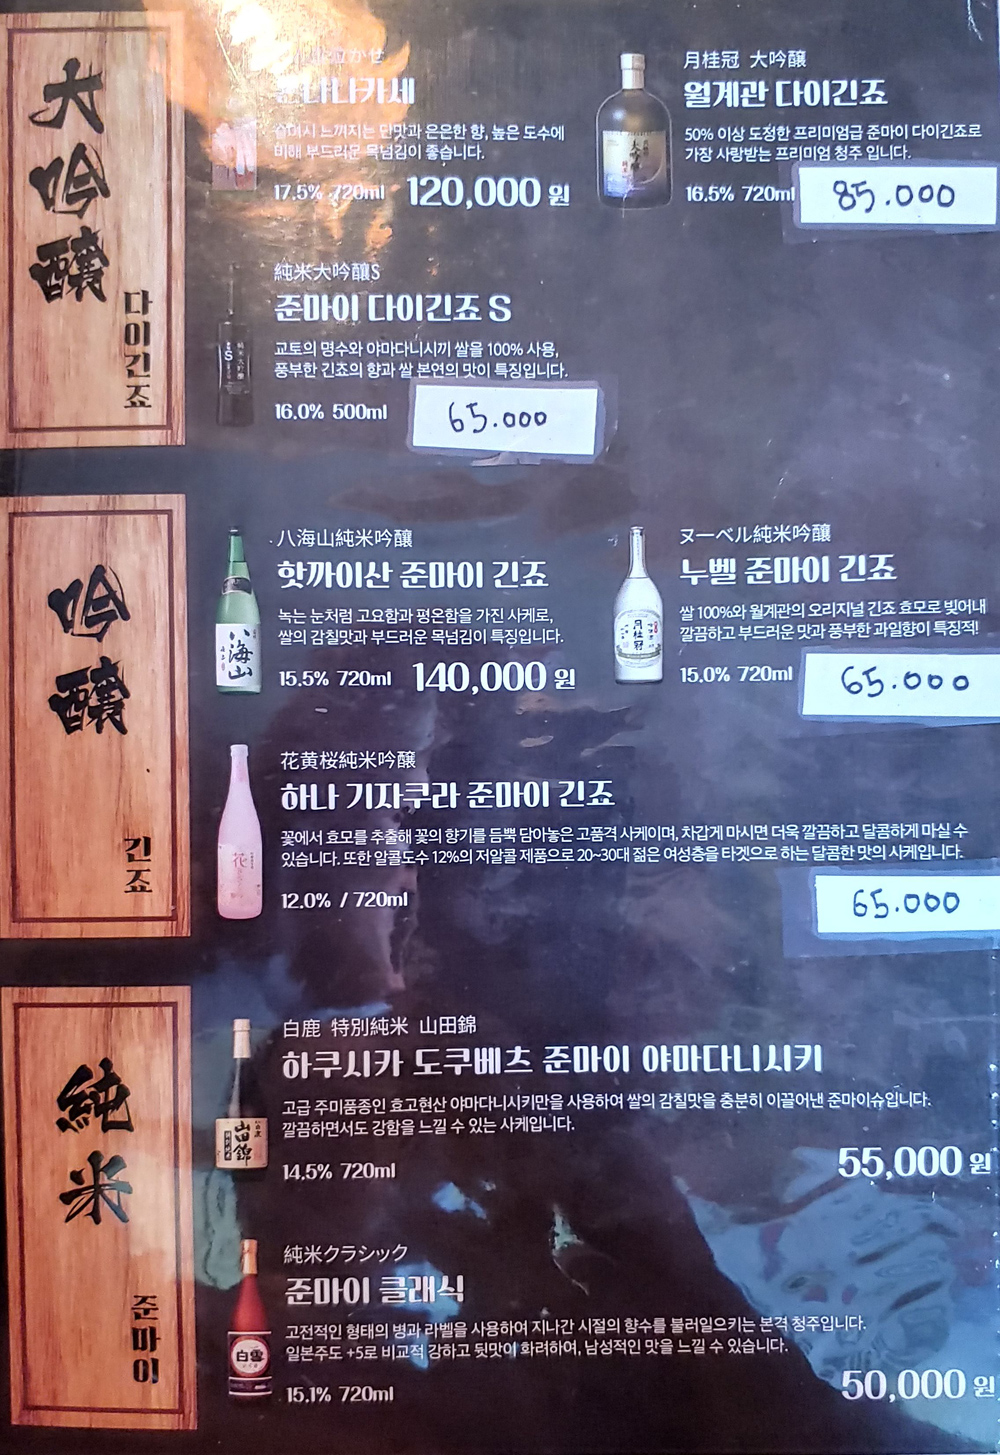 大吟醸
다이긴죠
かせ
나카세
느껴지는 단맛과 은은한 향, 높은 도수에
비해 부드러운 목넘김이 좋습니다.
17.5% 720ml 120,000 원
月桂冠 大吟醸
월계관 다이긴죠
50% 이상 도정한 프리미엄급 준마이 다이긴죠로
가장 사랑받는 프리미엄 청주 입니다.
16.5% 720ml 85.000
純米大吟醸S
준마이 다이긴죠 S
교토의 명수와 야마다니시끼 쌀을 100% 사용,
풍부한 긴죠의 향과 쌀 본연의 맛이 특징입니다.
16.0% 500ml 65.000
吟醸
긴죠
八海山純米吟醸
핫까이산 준마이 긴죠
녹는 눈처럼 고요함과 평온함을 가진 사케로,
쌀의 감칠맛과 부드러운 목넘김이 특징입니다.
15.5% 720ml 140,000 원
八海山
ヌーベル純米吟醸
누벨 준마이 긴죠
쌀 100%와 월계관의 오리지널 긴죠 효모로 빚어내
깔끔하고 부드러운 맛과 풍부한 과일향이 특징적!
15.0% 720ml 65.000
月桂冠
花黄桜純米吟醸
하나 기자쿠라 준마이 긴죠
꽃에서 효모를 추출해 꽃의 향기를 듬뿍 담아놓은 고품격 사케이며, 차갑게 마시면 더욱 깔끔하고 달콤하게 마실 수
있습니다. 또한 알콜도수 12%의 저알콜 제품으로 20~30대 젊은 여성층을 타겟으로 하는 달콤한 맛의 사케입니다.
12.0% / 720ml 65.000
花
純米
준마이
白鹿 特別純米 山田錦
하쿠시카 도쿠베츠 준마이 야마다니시키
고급 주미품종인 효고현산 야마다니시키만을 사용하여 쌀의 감칠맛을 충분히 이끌어낸 준마이슈입니다.
깔끔하면서도 강함을 느낄 수 있는 사케입니다.
14.5% 720ml 55,000 원
山田錦
純米クラシック
준마이 클래식
고전적인 형태의 병과 라벨을 사용하여 지나간 시절의 향수를 불러일으키는 본격 청주입니다.
일본주도 +5로 비교적 강하고 뒷맛이 화려하여, 남성적인 맛을 느낄 수 있습니다.
15.1% 720ml 50,000 원
白雪